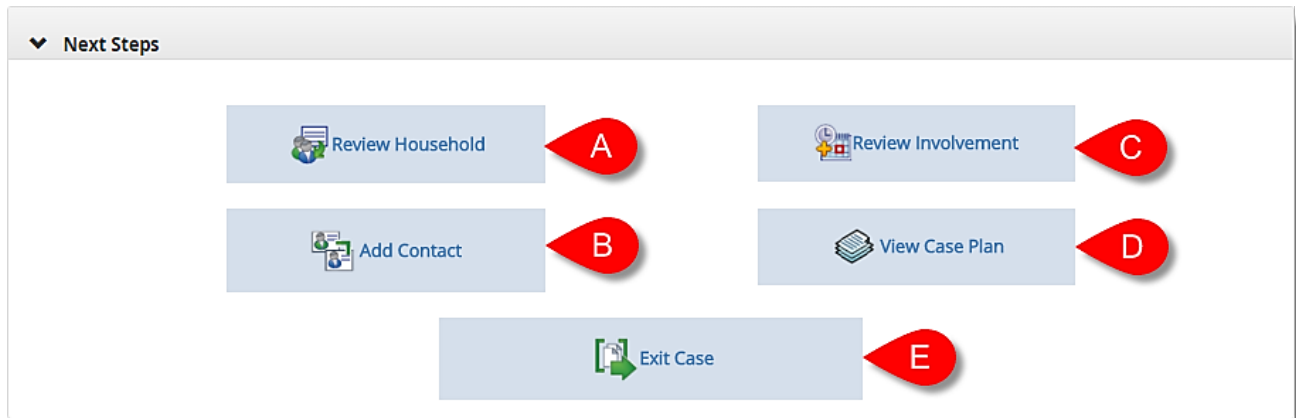 Next Steps
Review Household
A
Review Involvement
C
Add Contact
B
View Case Plan
D
Exit Case
E